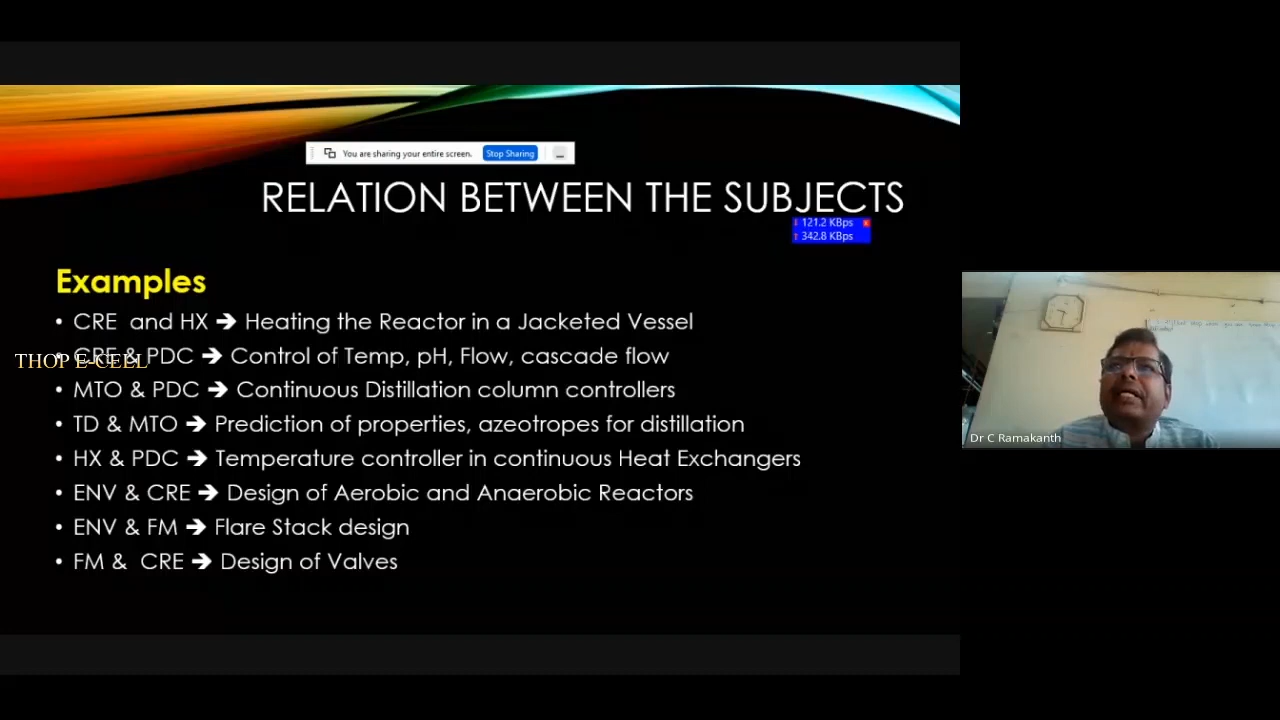 You are sharing your entire screen. Stop Sharing
RELATION BETWEEN THE SUBJECTS
↓ 121.2 KBps
↑ 342.8 KBps
Examples
• CRE and HX → Heating the Reactor in a Jacketed Vessel
• CRE & PDC → Control of Temp, pH, Flow, cascade flow
THOP E-CELL
• MTO & PDC → Continuous Distillation column controllers
• TD & MTO → Prediction of properties, azeotropes for distillation
• HX & PDC → Temperature controller in continuous Heat Exchangers
• ENV & CRE → Design of Aerobic and Anaerobic Reactors
• ENV & FM → Flare Stack design
• FM & CRE → Design of Valves
Dr C Ramakanth